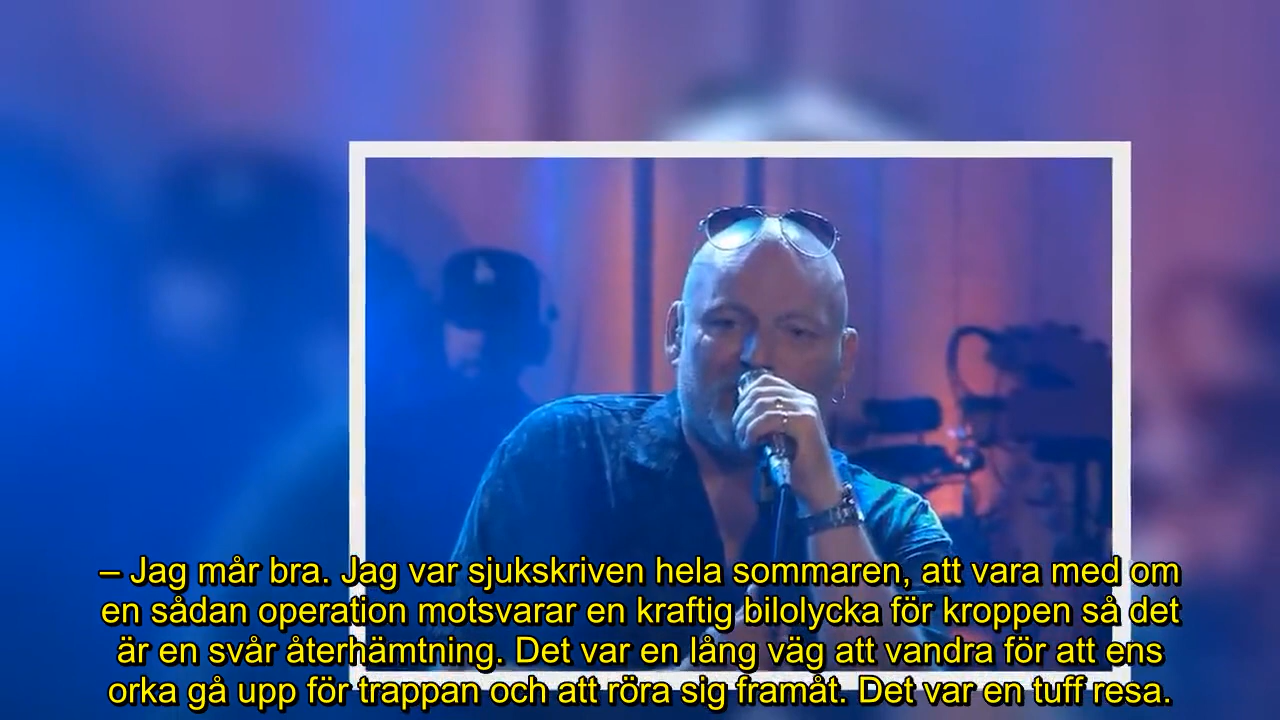 – Jag mår bra. Jag var sjukskriven hela sommaren, att vara med om
en sådan operation motsvarar en kraftig bilolycka för kroppen så det
är en svår återhämtning. Det var en lång väg att vandra för att ens
orka gå upp för trappan och att röra sig framåt. Det var en tuff resa.